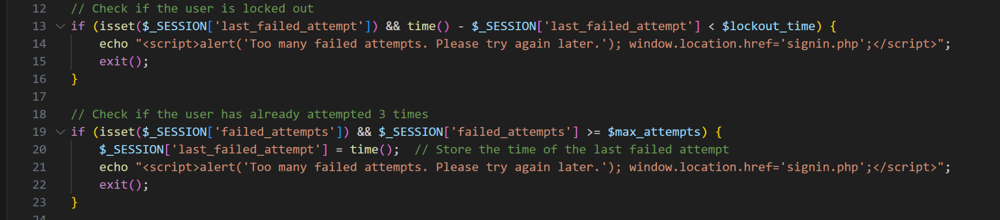 12 // Check if the user is locked out
13 if (isset($_SESSION['last_failed_attempt']) && time() - $_SESSION['last_failed_attempt'] < $lockout_time) {
14 echo "<script>alert('Too many failed attempts. Please try again later.'); window.location.href='signin.php';</script>";
15 exit();
16 }
17
18 // Check if the user has already attempted 3 times
19 if (isset($_SESSION['failed_attempts']) && $_SESSION['failed_attempts'] >= $max_attempts) {
20 $_SESSION['last_failed_attempt'] = time(); // Store the time of the last failed attempt
21 echo "<script>alert('Too many failed attempts. Please try again later.'); window.location.href='signin.php';</script>";
22 exit();
23 }
24